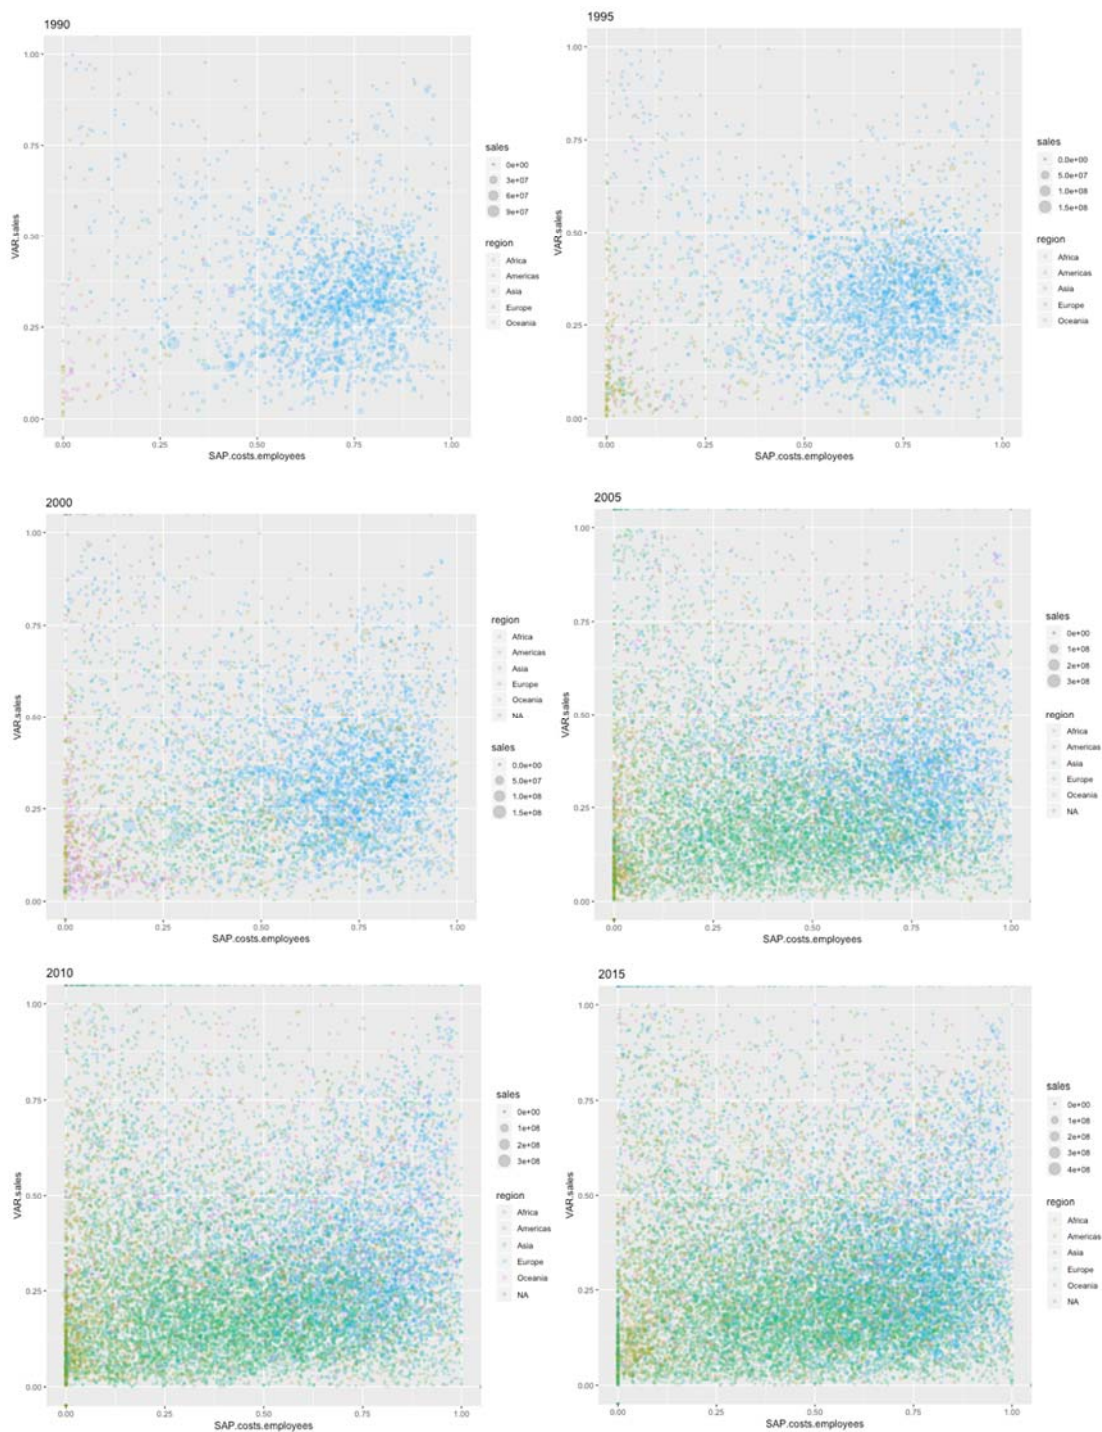 1990
1.00
0.75
0.50
0.25
0.00
VAR.sales
0.00 0.25 0.50 0.75 1.00
SAP.costs.employees
sales
0e+00
3e+07
6e+07
9e+07
region
Africa
Americas
Asia
Europe
Oceania
1995
1.00
0.75
0.50
0.25
0.00
VAR.sales
0.00 0.25 0.50 0.75 1.00
SAP.costs.employees
sales
0.0e+00
5.0e+07
1.0e+08
1.5e+08
region
Africa
Americas
Asia
Europe
Oceania
2000
1.00
0.75
0.50
0.25
0.00
VAR.sales
0.00 0.25 0.50 0.75 1.00
SAP.costs.employees
region
Africa
Americas
Asia
Europe
Oceania
NA
sales
0.0e+00
5.0e+07
1.0e+08
1.5e+08
2005
1.00
0.75
0.50
0.25
0.00
VAR.sales
0.00 0.25 0.50 0.75 1.00
SAP.costs.employees
sales
0e+00
1e+08
2e+08
3e+08
region
Africa
Americas
Asia
Europe
Oceania
NA
2010
1.00
0.75
0.50
0.25
0.00
VAR.sales
0.00 0.25 0.50 0.75 1.00
SAP.costs.employees
sales
0e+00
1e+08
2e+08
3e+08
region
Africa
Americas
Asia
Europe
Oceania
NA
2015
1.00
0.75
0.50
0.25
0.00
VAR.sales
0.00 0.25 0.50 0.75 1.00
SAP.costs.employees
sales
0e+00
1e+08
2e+08
3e+08
4e+08
region
Africa
Americas
Asia
Europe
Oceania
NA